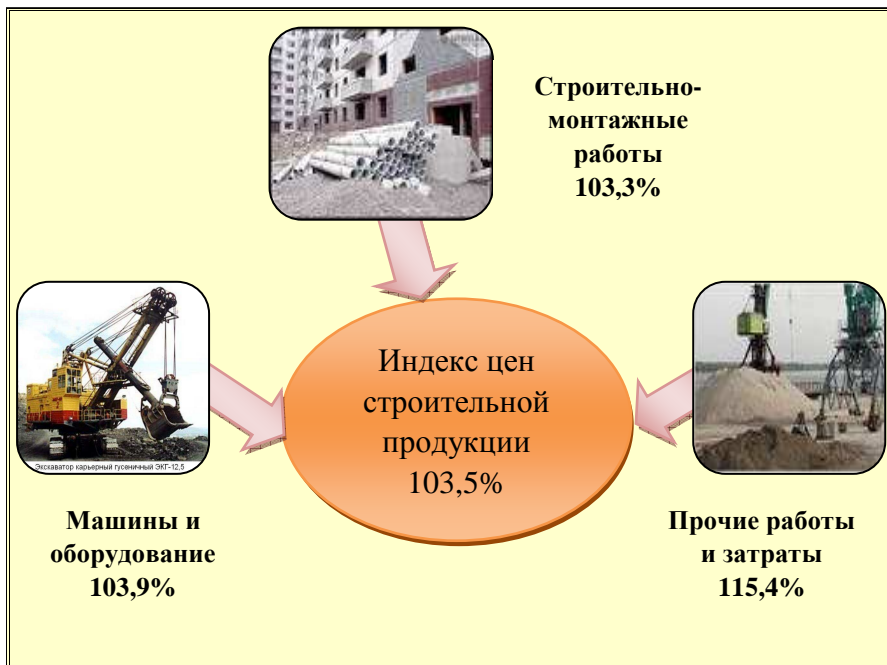 Строительно-
монтажные
работы
103,3%
Индекс цен
строительной
продукции
103,5%
Экскаватор карьерный гусеничный ЭКГ-12,5
Машины и
оборудование
103,9%
Прочие работы
и затраты
115,4%